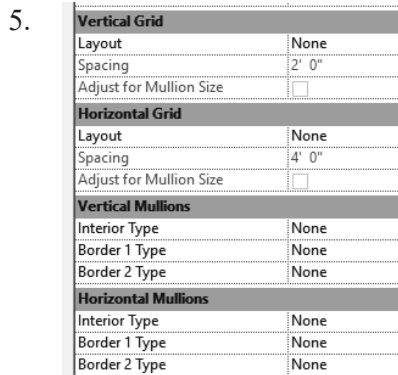 5.
Vertical Grid
Layout None
Spacing 2' 0"
Adjust for Mullion Size
Horizontal Grid
Layout None
Spacing 4' 0"
Adjust for Mullion Size
Vertical Mullions
Interior Type None
Border 1 Type None
Border 2 Type None
Horizontal Mullions
Interior Type None
Border 1 Type None
Border 2 Type None